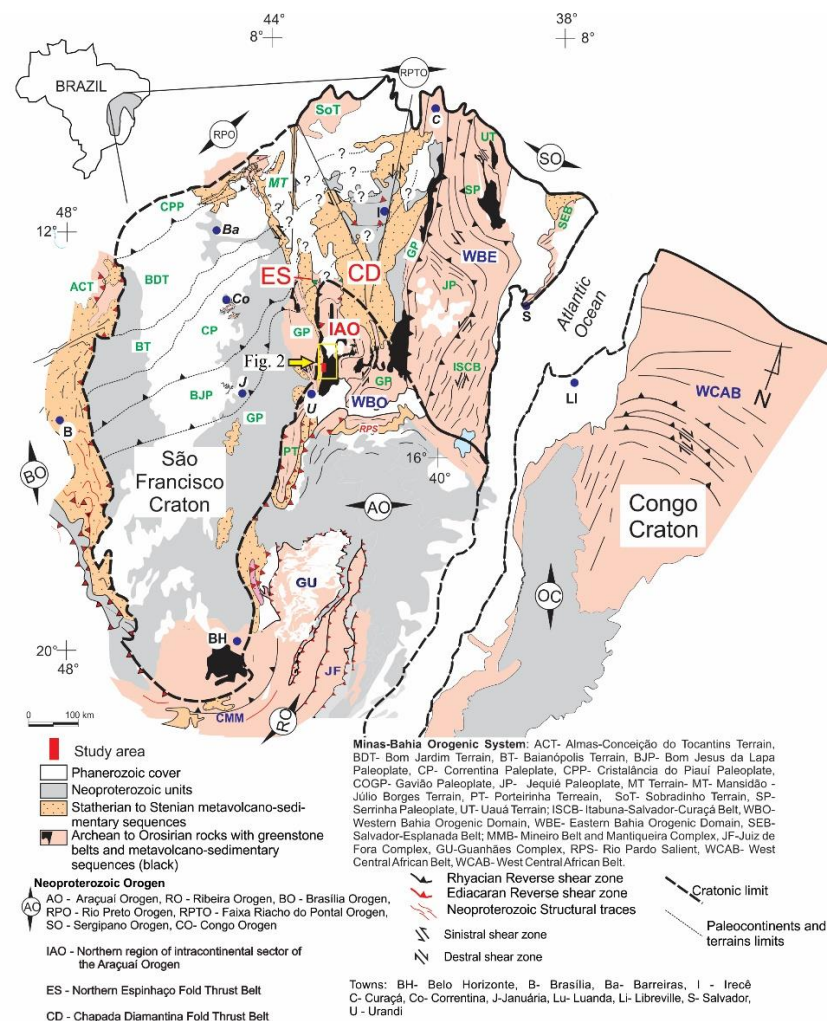 44°
8°
38°
8°
BRAZIL
RPTO
SoT
C
RPO
UT
SO
MT
?
?
?
?
?
?
?
?
?
?
?
SP
CPP
48°
12°
Ba
I
SEB
GP
WBE
ES
CD
ACT
BDT
JP
Co
S
Atlantic
Ocean
BT
CP
GP
IAO
Fig. 2
ISCB
WCAB
N
BJP
J
GP
GP
U
WBO
LI
B
RPS
PT
16°
40°
BO
São
Francisco
Craton
AO
Congo
Craton
GU
OC
BH
20°
48°
JF
CMM
RO
0 100 km
Study area
Phanerozoic cover
Neoproterozoic units
Statherian to Stenian metavolcano-sedi-
mentary sequences
Archean to Orosirian rocks with greenstone
belts and metavolcano-sedimentary
sequences (black)
Neoproterozoic Orogen
AO
AO - Araçuaí Orogen, RO - Ribeira Orogen, BO - Brasília Orogen,
RPO - Rio Preto Orogen, RPTO - Faixa Riacho do Pontal Orogen,
SO - Sergipano Orogen, CO- Congo Orogen
IAO - Northern region of intracontinental sector of
the Araçuaí Orogen
ES - Northern Espinhaço Fold Thrust Belt
CD - Chapada Diamantina Fold Thrust Belt
Minas-Bahia Orogenic System: ACT- Almas-Conceição do Tocantins Terrain,
BDT- Bom Jardim Terrain, BT- Baianópolis Terrain, BJP- Bom Jesus da Lapa
Paleoplate, CP- Correntina Paleplate, CPP- Cristalância do Piauí Paleoplate,
COGP- Gavião Paleoplate, JP- Jequié Paleoplate, TERRAIN MT- Mansidão -
Júlio Borges Terrain, PT- Porteirinha Terreain, SoT- Sobradinho Terrain, SP-
Serrinha Paleoplate, UT- Uauá Terrain; ISCB- Itabuna-Salvador-Curaçá Belt, WBO-
Western Bahia Orogenic Domain, WBE- Eastern Bahia Orogenic Domain, SEB-
Salvador-Esplanada Belt; MMB- Mineiro Belt and Mantiqueira Complex, JF-Juiz de
Fora Complex, GU-Guanhães Complex, RPS- Rio Pardo Salient, WCAB- West
Central African Belt, WCAB- West Central African Belt.
Rhyacian Reverse shear zone
Ediacaran Reverse shear zone
Neoproterozoic Structural traces
Sinistral shear zone
Destral shear zone
Cratonic limit
Paleocontinents and
terrains limits
Towns: BH- Belo Horizonte, B- Brasília, Ba- Barreiras, I - Irecê
C- Curaçá, Co- Correntina, J-Januária, Lu- Luanda, Li- Libreville, S- Salvador,
U - Urandi